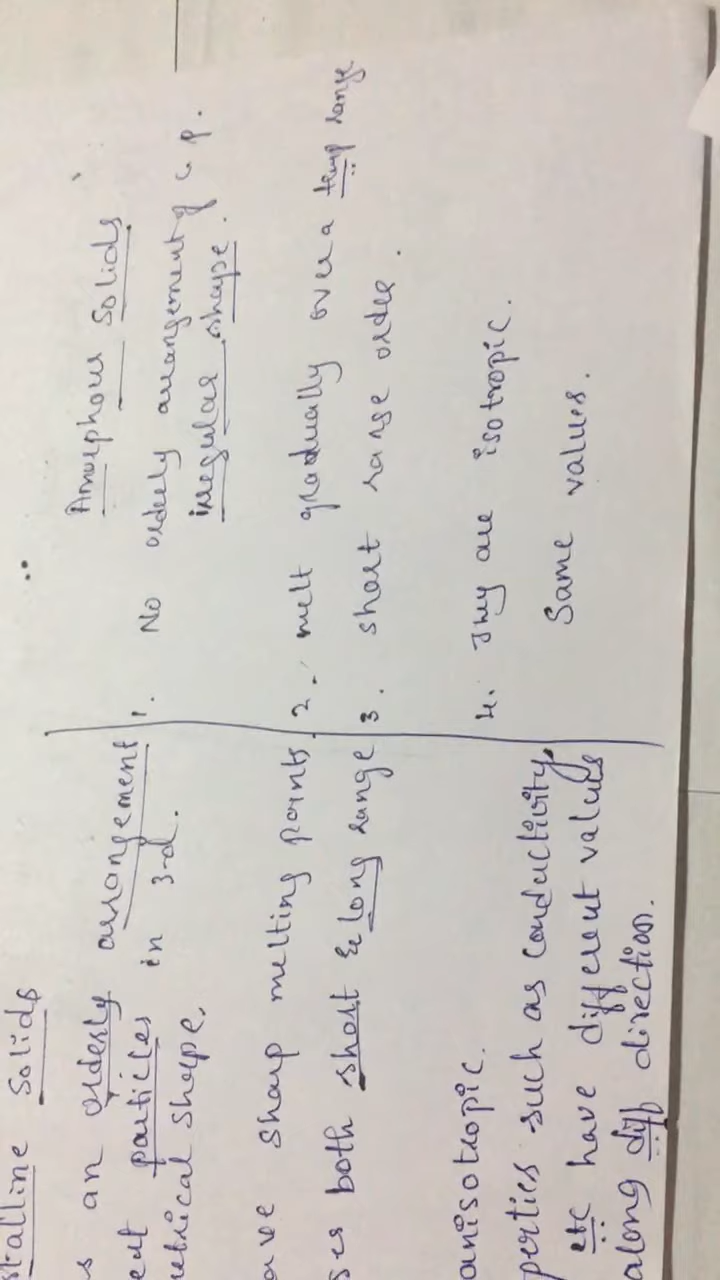 stalline Solids
s an orderly arrangement
ent particles in 3-d.
etrical shape.
ave sharp melting points.
ses both short & long range
anisotropic.
perties such as conductivity,
etc have different values
along diff direction.
Amorphous Solids
1. No orderly arrangement of c p.
irregular shape.
2. melt gradually over a temp range
3. short range order.
4. They are isotropic.
Same values.